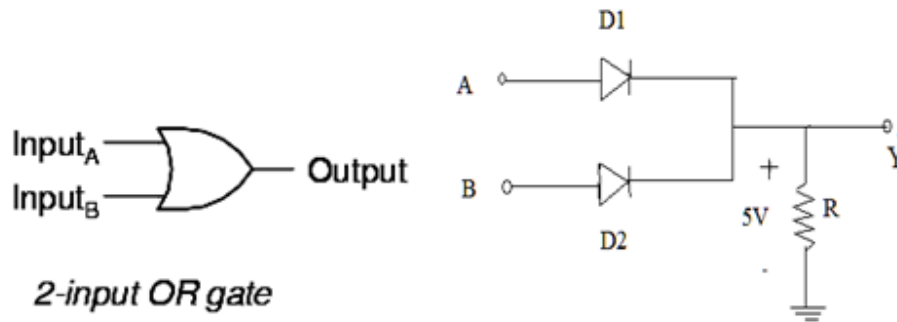 Input_A
Input_B
Output
2-input OR gate
D1
A
B
D2
+
5V
-
R
Y